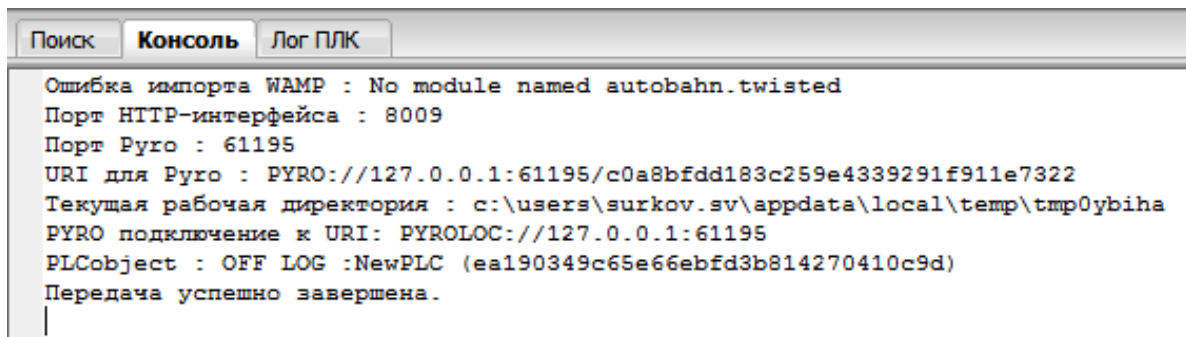 Поиск Консоль Лог ПЛК
Ошибка импорта WAMP : No module named autobahn.twisted
Порт HTTP-интерфейса : 8009
Порт Pyro : 61195
URI для Pyro : PYRO://127.0.0.1:61195/c0a8bfdd183c259e4339291f911e7322
Текущая рабочая директория : c:\users\surkov.sv\appdata\local\temp\tmp0ybiha
PYRO подключение к URI: PYROLOC://127.0.0.1:61195
PLCobject : OFF LOG :NewPLC (ea190349c65e66ebfd3b814270410c9d)
Передача успешно завершена.